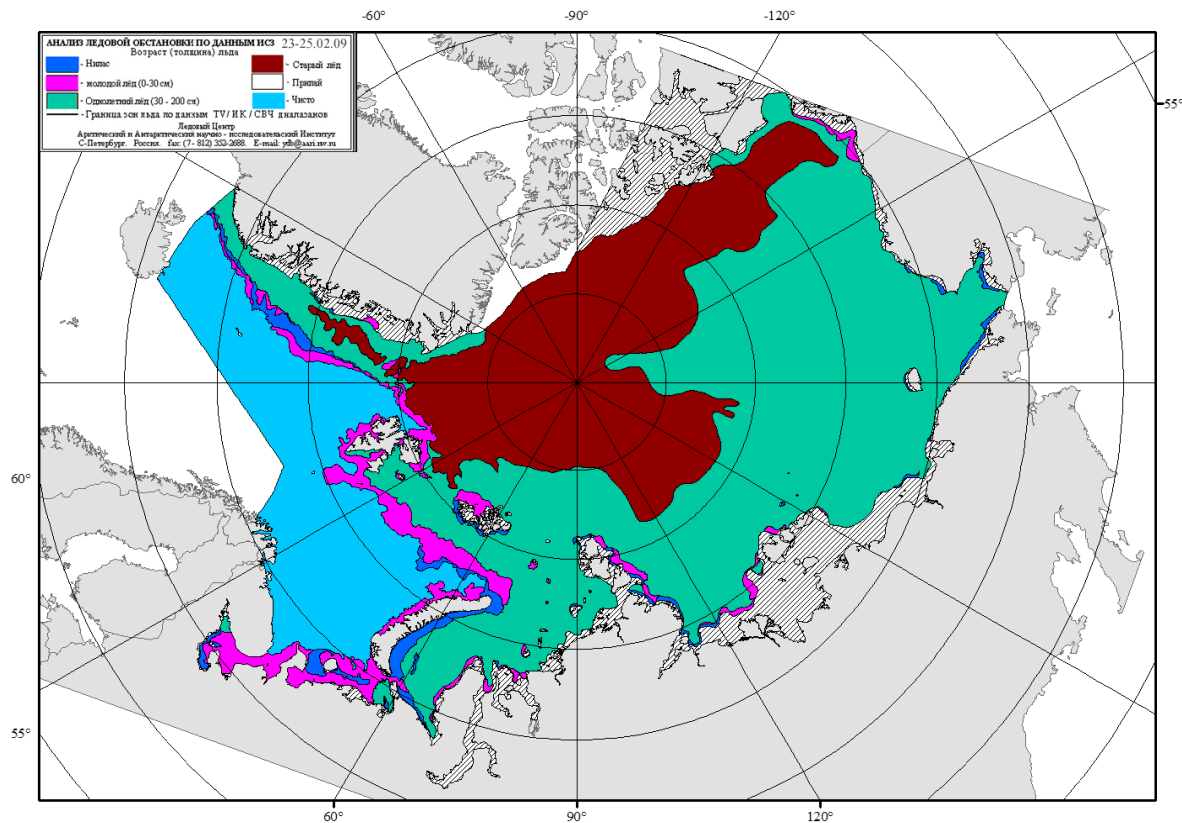 -60°
-90°
-120°
АНАЛИЗ ЛЕДОВОЙ ОБСТАНОВКИ ПО ДАННЫМ ИСЗ 23-25.02.09
Возраст (толщина) льда
- Нилас
- Старый лёд
- молодой лёд (0-30 см)
- Припай
- Однолетний лёд (30 - 200 см)
- Чисто
- Граница зон льда по данным TV / ИК / СВЧ диапазонов
Ледовый Центр
Арктический и Антарктический научно - исследовательский Институт
С-Петербург. Россия. fax: (7- 812) 352-2688. E-mail: ydb@aari.nw.ru
55°
60°
55°
60°
90°
120°